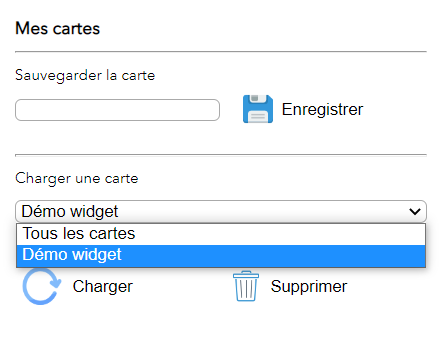 Mes cartes
Sauvegarder la carte
Enregistrer
Charger une carte
Démo widget
Tous les cartes
Démo widget
Charger Supprimer